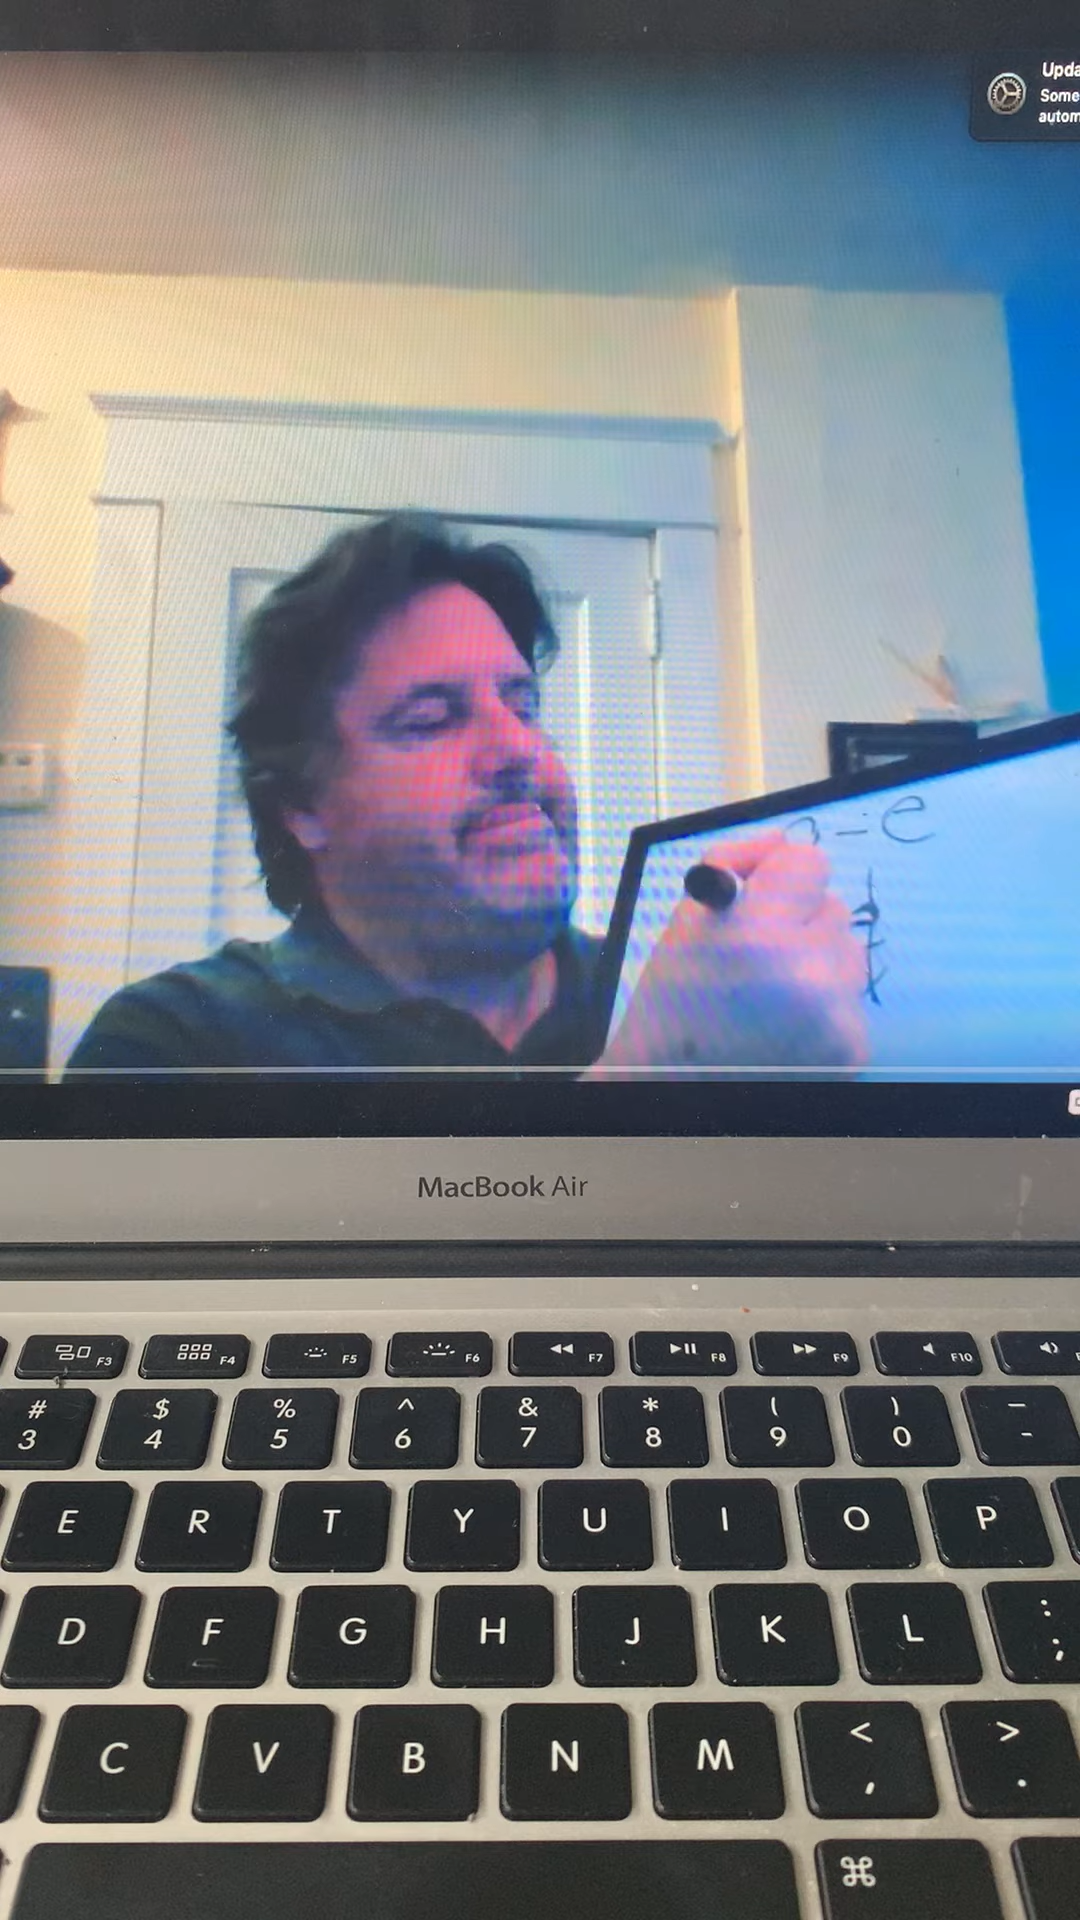 Upda
Some
autom
a-e
MacBook Air
F3 F4 F5 F6 F7 F8 F9 F10 F
# $ % ^ & * ( ) _
3 4 5 6 7 8 9 0 -
E R T Y U I O P
D F G H J K L : ;
C V B N M < , > .
⌘